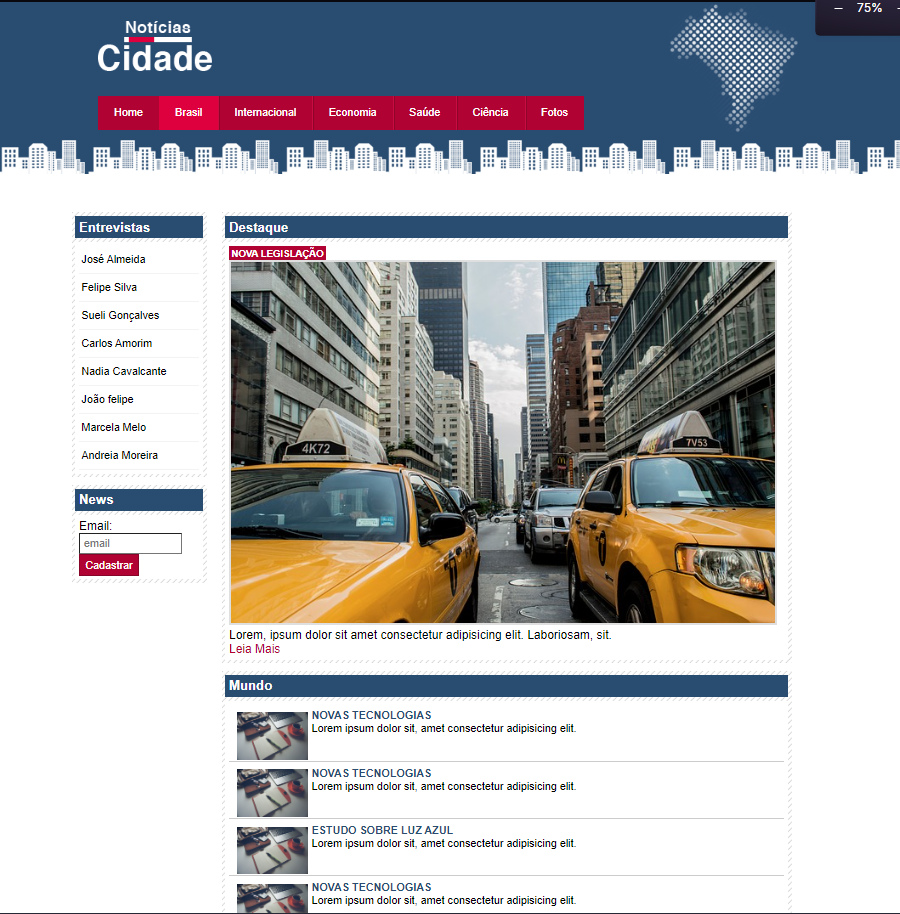 75%
Notícias
Cidade
Home Brasil Internacional Economia Saúde Ciência Fotos
Entrevistas
José Almeida
Felipe Silva
Sueli Gonçalves
Carlos Amorim
Nadia Cavalcante
João felipe
Marcela Melo
Andreia Moreira
News
Email:
email
Cadastrar
Destaque
NOVA LEGISLAÇÃO
4K72
7V53
Lorem, ipsum dolor sit amet consectetur adipisicing elit. Laboriosam, sit.
Leia Mais
Mundo
NOVAS TECNOLOGIAS
Lorem ipsum dolor sit, amet consectetur adipisicing elit.
NOVAS TECNOLOGIAS
Lorem ipsum dolor sit, amet consectetur adipisicing elit.
ESTUDO SOBRE LUZ AZUL
Lorem ipsum dolor sit, amet consectetur adipisicing elit.
NOVAS TECNOLOGIAS
Lorem ipsum dolor sit, amet consectetur adipisicing elit.